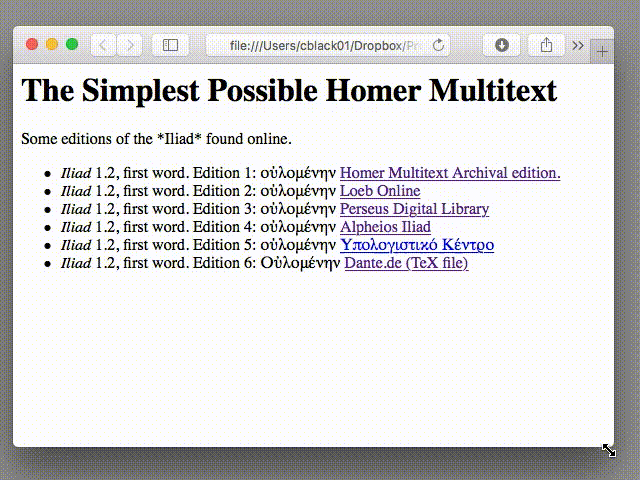 file:///Users/cblack01/Dropbox/Pr
The Simplest Possible Homer Multitext
Some editions of the *Iliad* found online.
• Iliad 1.2, first word. Edition 1: οὐλομένην Homer Multitext Archival edition.
• Iliad 1.2, first word. Edition 2: οὐλομένην Loeb Online
• Iliad 1.2, first word. Edition 3: οὐλομένην Perseus Digital Library
• Iliad 1.2, first word. Edition 4: οὐλομένην Alpheios Iliad
• Iliad 1.2, first word. Edition 5: οὐλομένην Υπολογιστικό Κέντρο
• Iliad 1.2, first word. Edition 6: Οὐλομένην Dante.de (TeX file)